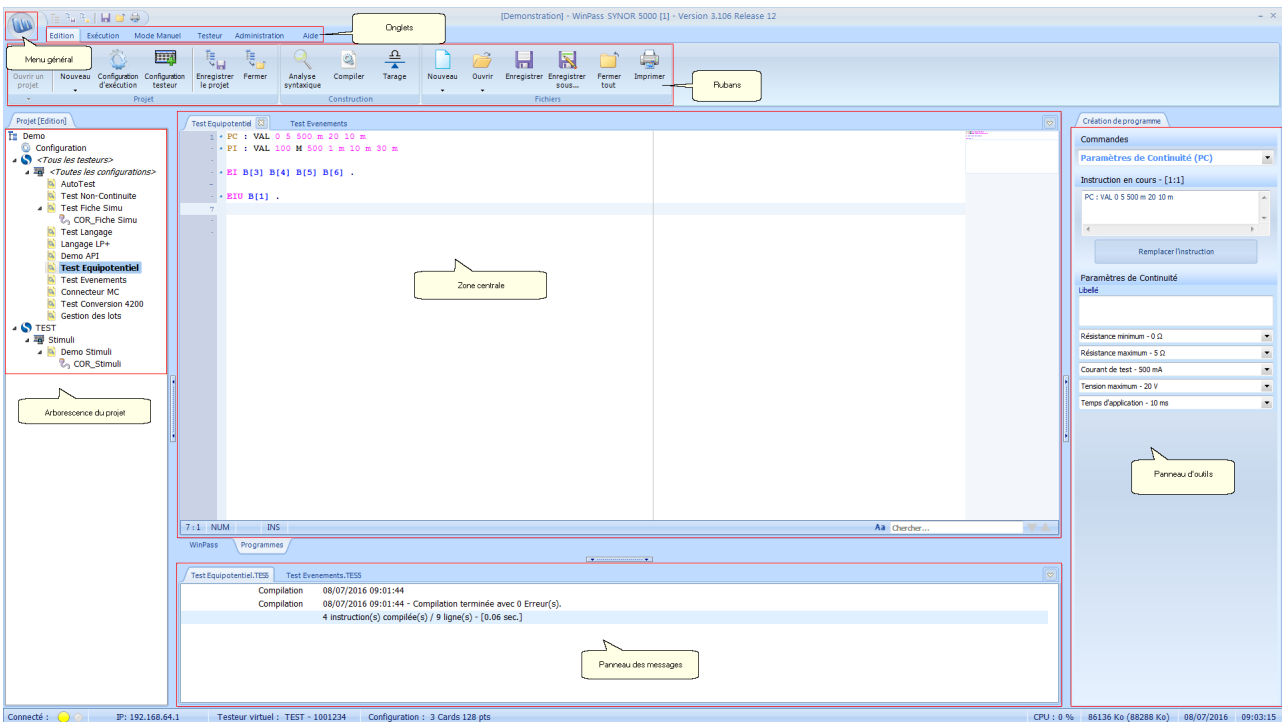 [Demonstration] - WinPass SYNOR 5000 [1] - Version 3.106 Release 12
Edition Exécution Mode Manuel Testeur Administration Aide
Onglets
Menu général
Ouvrir un projet
Nouveau
Configuration d'exécution
Configuration testeur
Enregistrer le projet
Fermer
Analyse syntaxique
Compiler
Tarage
Nouveau
Ouvrir
Enregistrer
Enregistrer sous...
Fermer tout
Imprimer
Rubans
Projet
Construction
Fichiers
Projet [Edition]
Demo
Configuration
<Tous les testeurs>
<Toutes les configurations>
AutoTest
Test Non-Continuite
Test Fiche Simu
COR_Fiche Simu
Test Langage
Langage LP+
Demo API
Test Equipotentiel
Test Evenements
Connecteur MC
Test Conversion 4200
Gestion des lots
TEST
Stimuli
Demo Stimuli
COR_Stimuli
Arborescence du projet
Test Equipotentiel Test Evenements
1 PC : VAL 0 5 500 m 20 10 m
PI : VAL 100 M 500 1 m 10 m 30 m
EI B[3] B[4] B[5] B[6] .
EIU B[1] .
7
Zone centrale
7 : 1 NUM INS
Aa Chercher...
WinPass Programmes
Test Equipotentiel.TES5 Test Evenements.TES5
Compilation 08/07/2016 09:01:44
Compilation 08/07/2016 09:01:44 - Compilation terminée avec 0 Erreur(s).
4 instruction(s) compilée(s) / 9 ligne(s) - [0.06 sec.]
Panneau des messages
Création de programme
Commandes
Paramètres de Continuité (PC)
Instruction en cours - [1:1]
PC : VAL 0 5 500 m 20 10 m
Remplacer l'instruction
Paramètres de Continuité
Libellé
Résistance minimum - 0 Ω
Résistance maximum - 5 Ω
Courant de test - 500 mA
Tension maximum - 20 V
Temps d'application - 10 ms
Panneau d'outils
Connecté : IP: 192.168.64.1 Testeur virtuel : TEST - 1001234 Configuration : 3 Cards 128 pts CPU : 0 % 86136 Ko (88288 Ko) 08/07/2016 09:03:15